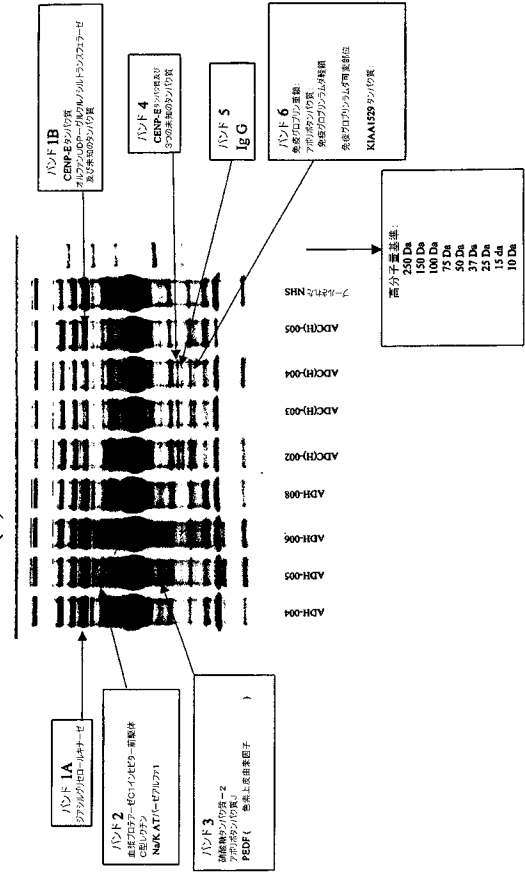 バンド 1A
ジアシルグリセロールキナーゼ
バンド 2
血漿プロテアーゼC1インヒビター前駆体
C型レクチン
Na/K ATパーゼアルファ1
バンド 3
硫酸糖タンパク質-2
アポリポタンパク質J
PEDF ( 色素上皮由来因子 )
ADH-004
ADH-005
ADH-006
ADH-008
ADC(H)-002
ADC(H)-003
ADC(H)-004
ADC(H)-005
プールされた NHS
バンド 1B
CENP-Eタンパク質
オルファンUDP-グルクルノシルトランスフェラーゼ
及び未知のタンパク質
バンド 4
CENP-Eタンパク質及び
3つの未知のタンパク質
バンド 5
Ig G
バンド 6
免疫グロブリン重鎖:
アポリポタンパク質:
免疫グロブリンラムダ軽鎖
免疫グロブリンラムダ可変部位
KIAA1529タンパク質:
高分子量基準:
250 Da
150 Da
100 Da
75 Da
50 Da
37 Da
25 Da
15 da
10 Da